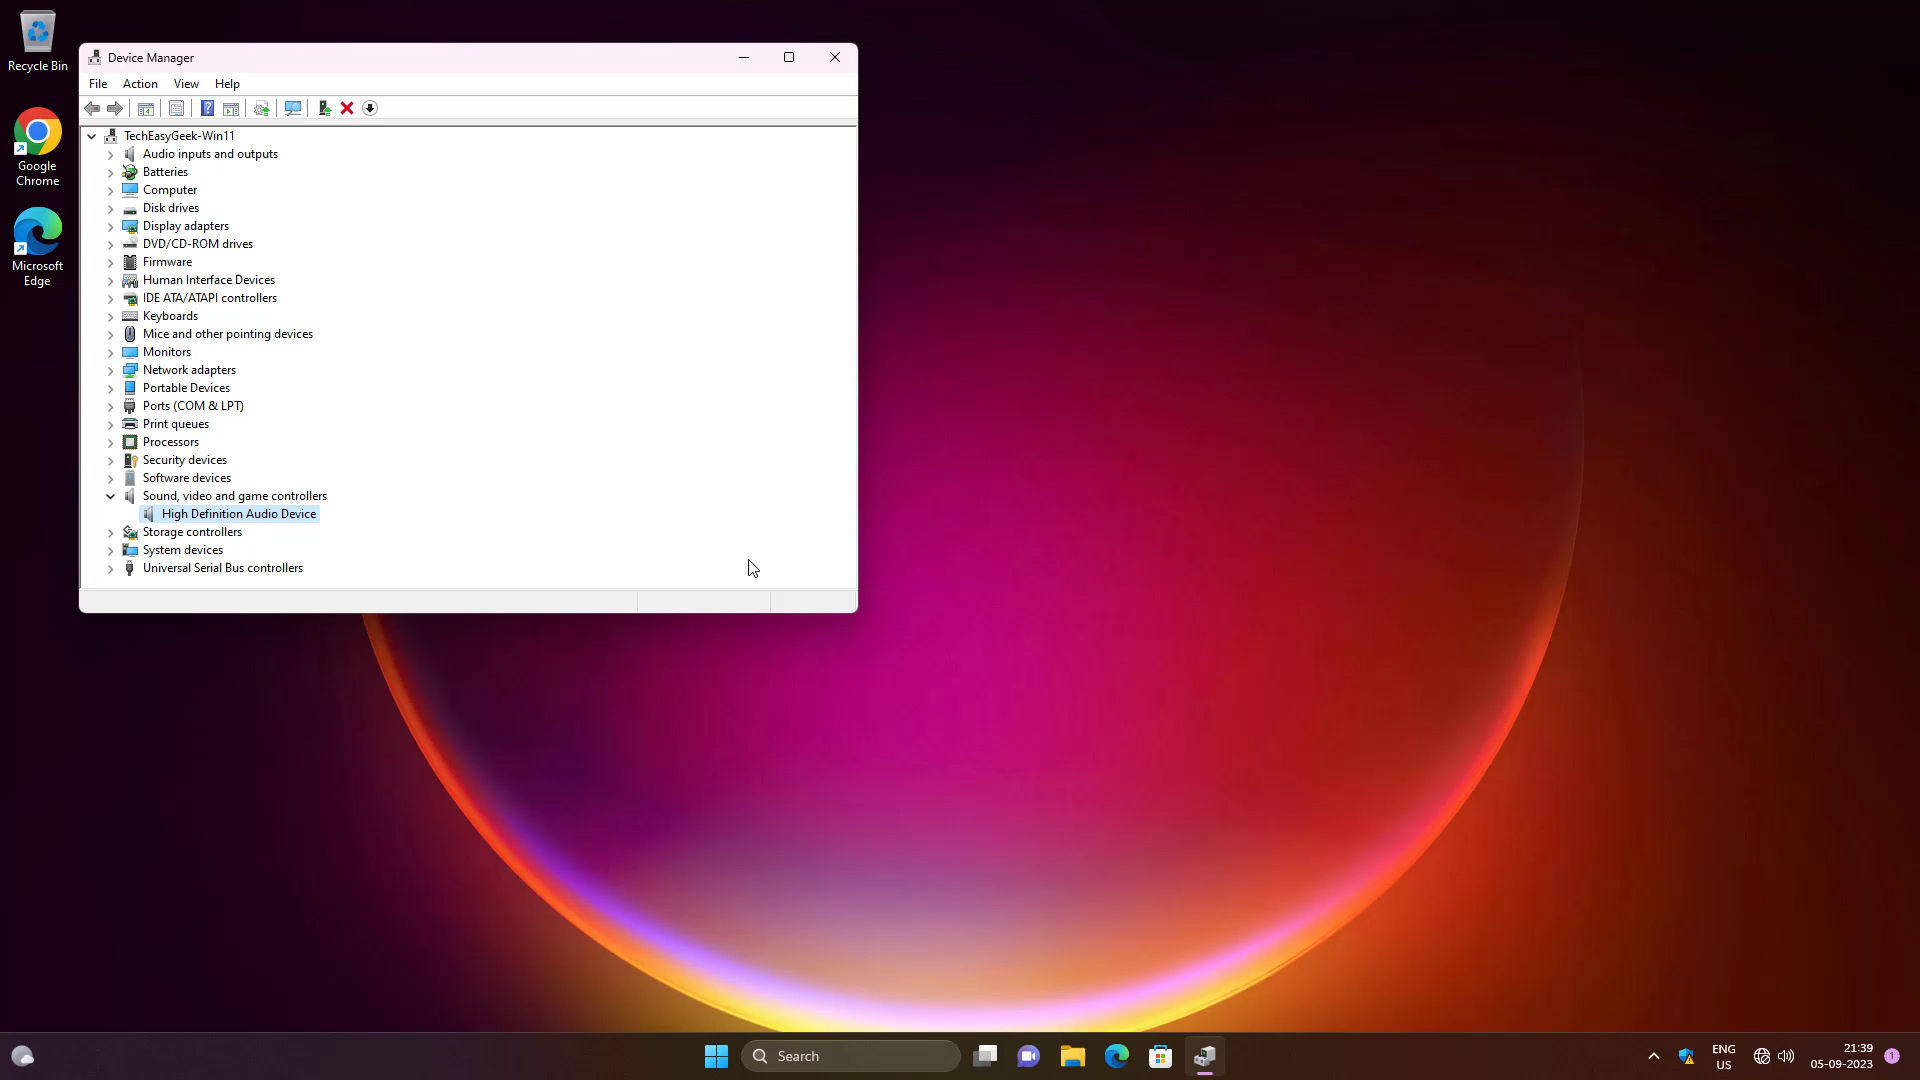 Recycle Bin
Google
Chrome
Microsoft
Edge
Device Manager
File Action View Help
TechEasyGeek-Win11
Audio inputs and outputs
Batteries
Computer
Disk drives
Display adapters
DVD/CD-ROM drives
Firmware
Human Interface Devices
IDE ATA/ATAPI controllers
Keyboards
Mice and other pointing devices
Monitors
Network adapters
Portable Devices
Ports (COM & LPT)
Print queues
Processors
Security devices
Software devices
Sound, video and game controllers
High Definition Audio Device
Storage controllers
System devices
Universal Serial Bus controllers
Search
ENG
US
21:39
05-09-2023
1